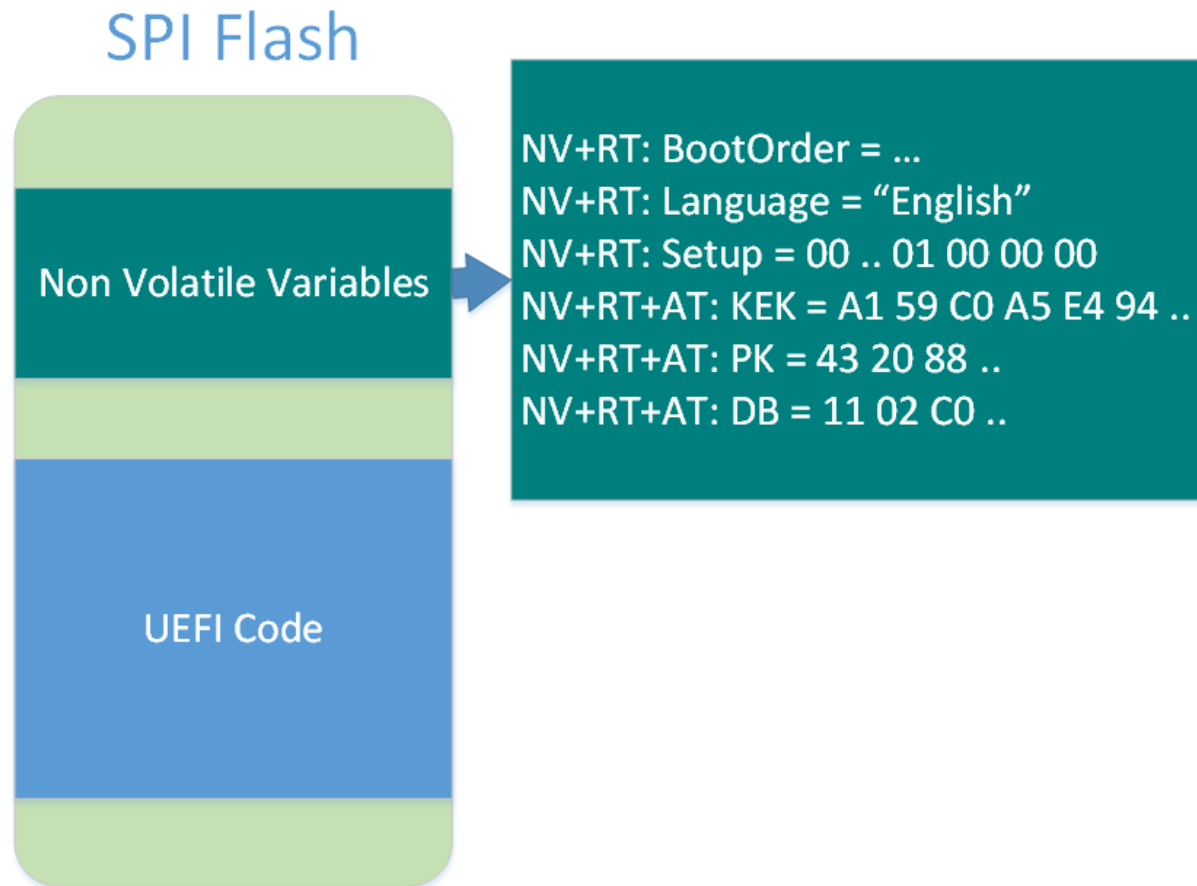 SPI Flash
Non Volatile Variables
UEFI Code
NV+RT: BootOrder = …
NV+RT: Language = “English”
NV+RT: Setup = 00 .. 01 00 00 00
NV+RT+AT: KEK = A1 59 C0 A5 E4 94 ..
NV+RT+AT: PK = 43 20 88 ..
NV+RT+AT: DB = 11 02 C0 ..